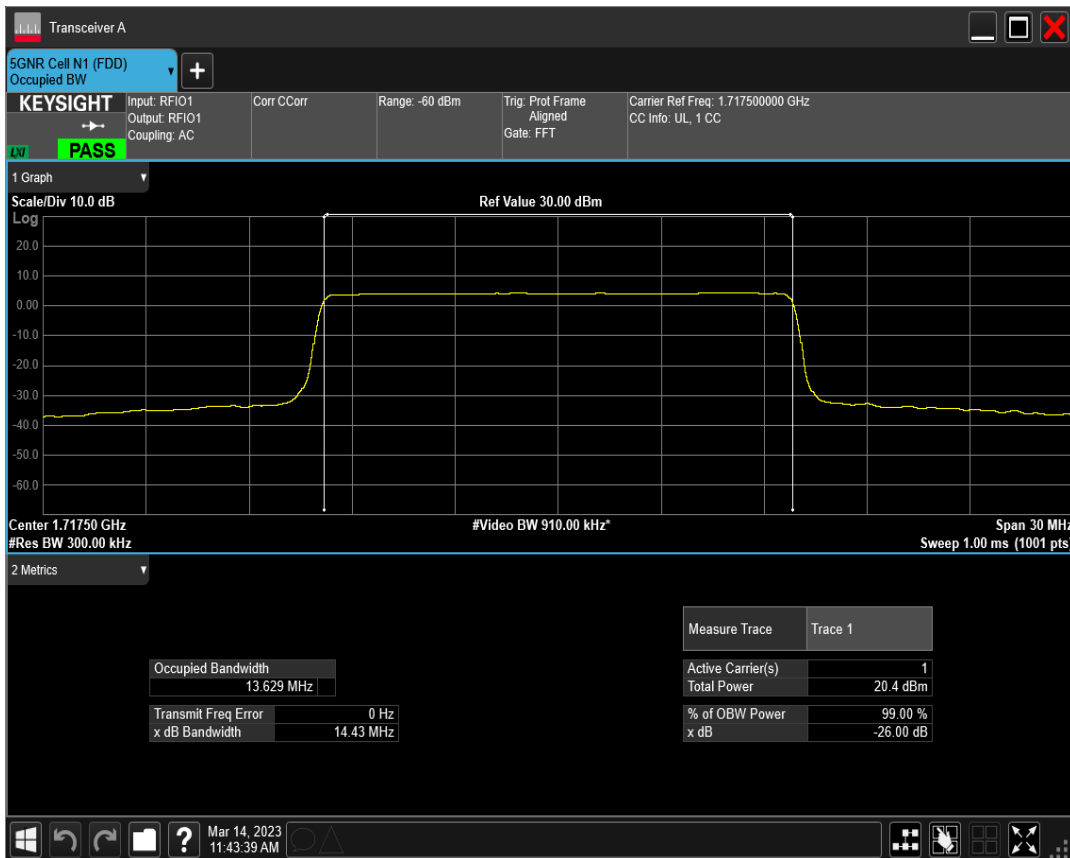 Transceiver A
5GNR Cell N1 (FDD)
Occupied BW
+
KEYSIGHT
LXI
PASS
Input: RFIO1
Output: RFIO1
Coupling: AC
Corr CCorr
Range: -60 dBm
Trig: Prot Frame
Aligned
Gate: FFT
Carrier Ref Freq: 1.717500000 GHz
CC Info: UL, 1 CC
1 Graph
Scale/Div 10.0 dB
Ref Value 30.00 dBm
Log
20.0
10.0
0.00
-10.0
-20.0
-30.0
-40.0
-50.0
-60.0
Center 1.71750 GHz
#Video BW 910.00 kHz*
Span 30 MHz
#Res BW 300.00 kHz
Sweep 1.00 ms (1001 pts)
2 Metrics
Measure Trace Trace 1
Occupied Bandwidth
13.629 MHz
Active Carrier(s) 1
Total Power 20.4 dBm
Transmit Freq Error 0 Hz
x dB Bandwidth 14.43 MHz
% of OBW Power 99.00 %
x dB -26.00 dB
?
Mar 14, 2023
11:43:39 AM